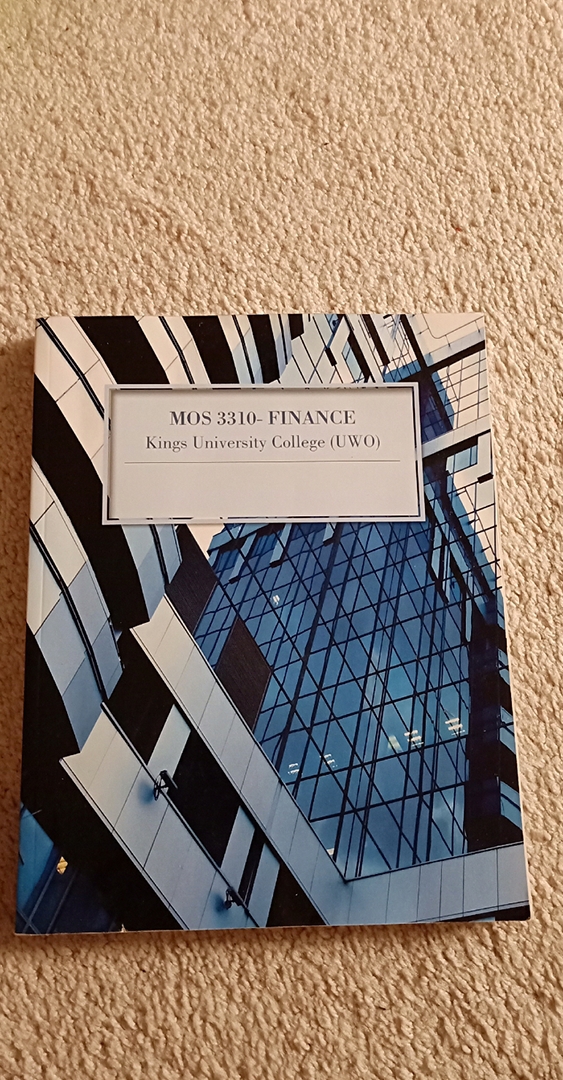 MOS 3310- FINANCE
Kings University College (UWO)